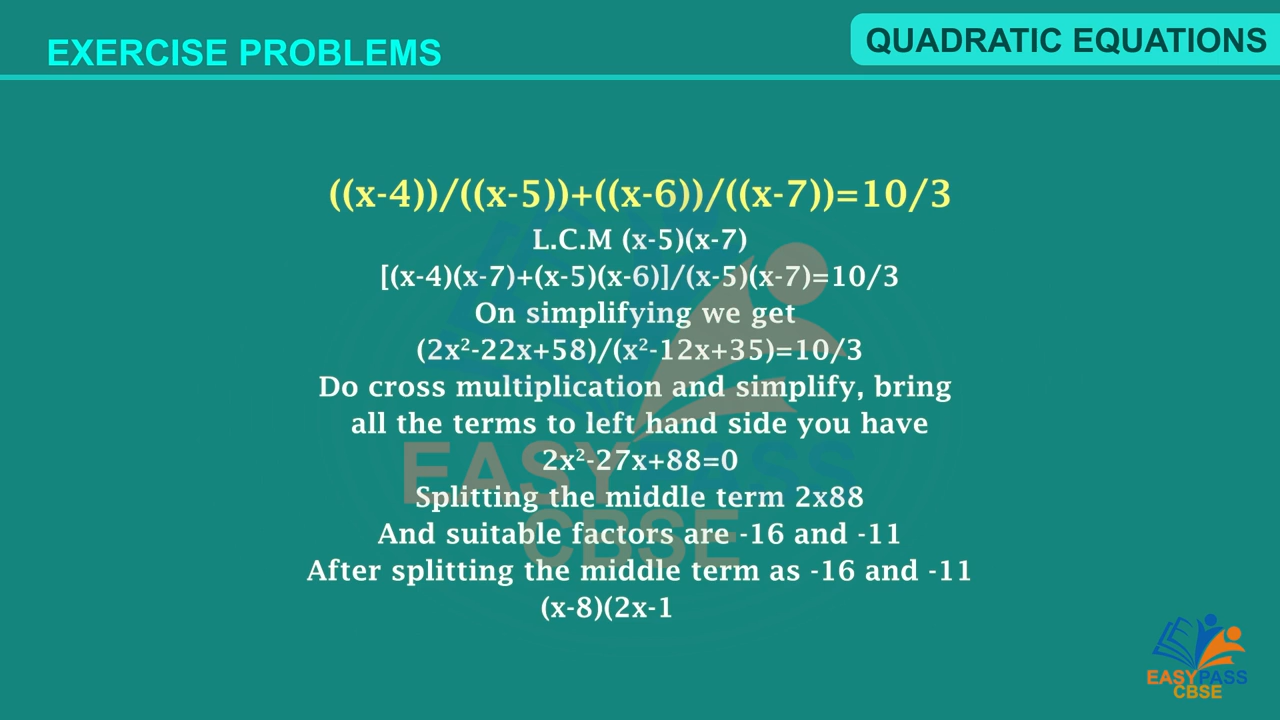 EXERCISE PROBLEMS
QUADRATIC EQUATIONS
((x-4))/((x-5))+((x-6))/((x-7))=10/3
L.C.M (x-5)(x-7)
[(x-4)(x-7)+(x-5)(x-6)]/(x-5)(x-7)=10/3
On simplifying we get
(2x²-22x+58)/(x²-12x+35)=10/3
Do cross multiplication and simplify, bring
all the terms to left hand side you have
2x²-27x+88=0
Splitting the middle term 2x88
And suitable factors are -16 and -11
After splitting the middle term as -16 and -11
(x-8)(2x-1
EASY PASS
CBSE
EASYPASS
CBSE